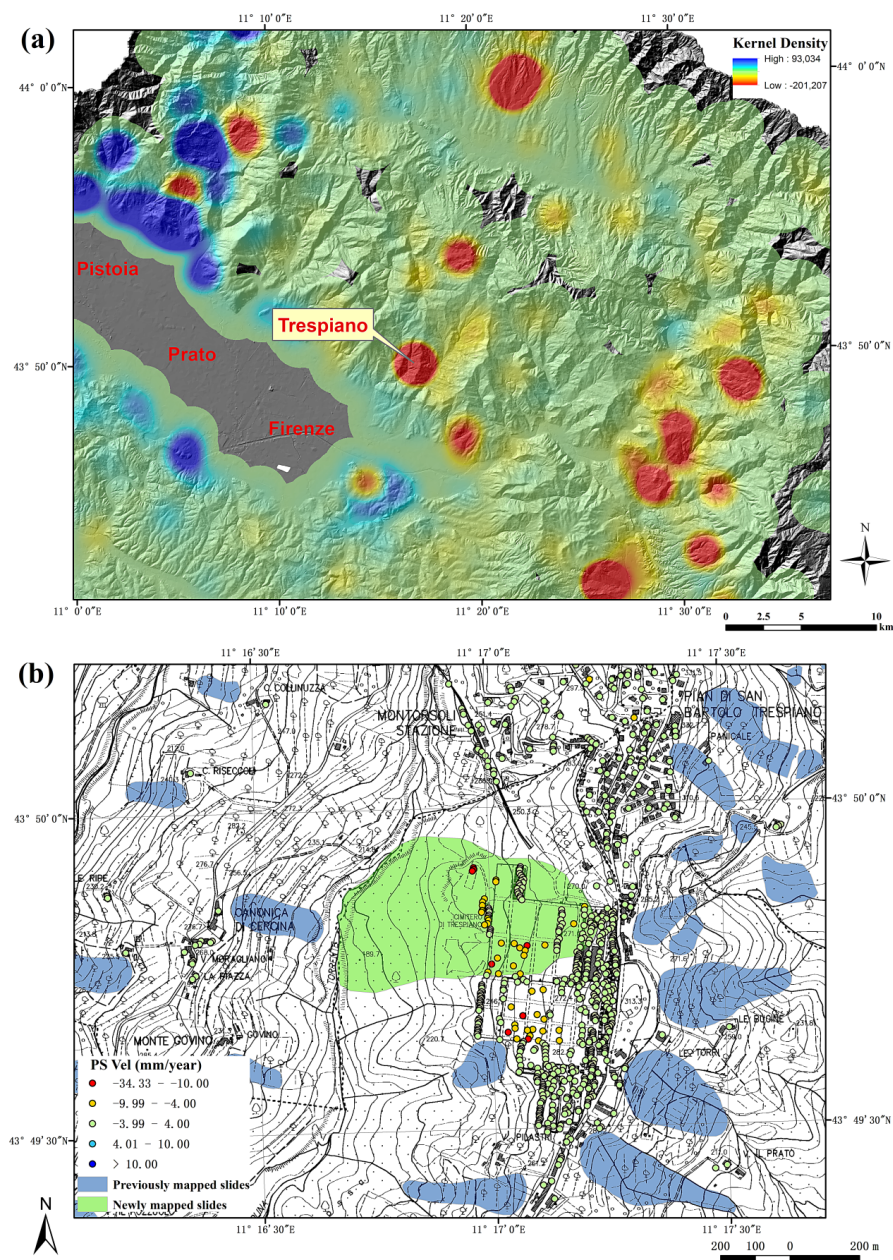 (a)
11° 10′0″E
11° 20′0″E
11° 30′0″E
Kernel Density
High : 93,034
Low : -201,207
44° 0′0″N
44° 0′0″N
Pistoia
Trespiano
Prato
43° 50′0″N
43° 50′0″N
Firenze
N
11° 0′0″E
11° 10′0″E
11° 20′0″E
11° 30′0″E
0 2.5 5 10
km
(b)
11° 16′30″E
11° 17′0″E
11° 17′30″E
C. COLLINUZZA
PIAN DI SAN
BARTOLO TRESPIANO
MONTORSOLI
STAZIONE
PANICALE
C. RISECCOLI
43° 50′0″N
43° 50′0″N
CANONICA
DI CERCINA
CIMITERO
DI TRESPIANO
TORRENTE
MORAGLIANO
LA PIAZZA
MONTE GOVINO
GOVINO
LE BUCHE
LE TORRI
PS Vel (mm/year)
-34.33 - -10.00
-9.99 - -4.00
-3.99 - 4.00
4.01 - 10.00
> 10.00
Previously mapped slides
Newly mapped slides
PILASTRI
V. IL PRATO
43° 49′30″N
43° 49′30″N
N
11° 16′30″E
11° 17′0″E
11° 17′30″E
200 100 0 200 m